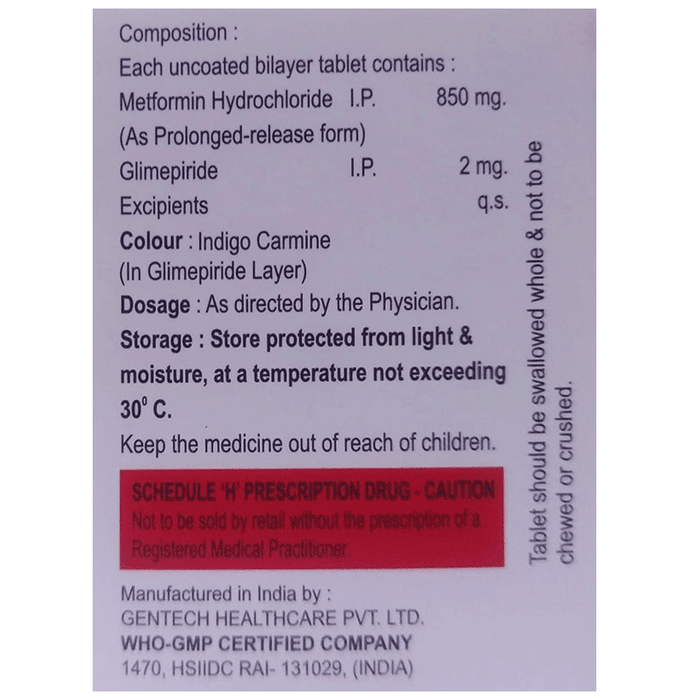 Composition :
Each uncoated bilayer tablet contains :
Metformin Hydrochloride I.P. 850 mg.
(As Prolonged-release form)
Glimepiride I.P. 2 mg.
Excipients q.s.
Colour : Indigo Carmine
(In Glimepiride Layer)
Dosage : As directed by the Physician.
Storage : Store protected from light &
moisture, at a temperature not exceeding
30⁰ C.
Keep the medicine out of reach of children.
SCHEDULE 'H' PRESCRIPTION DRUG - CAUTION
Not to be sold by retail without the prescription of a
Registered Medical Practitioner.
Manufactured in India by :
GENTECH HEALTHCARE PVT. LTD.
WHO-GMP CERTIFIED COMPANY
1470, HSIIDC RAI- 131029, (INDIA)
Tablet should be swallowed whole & not to be
chewed or crushed.